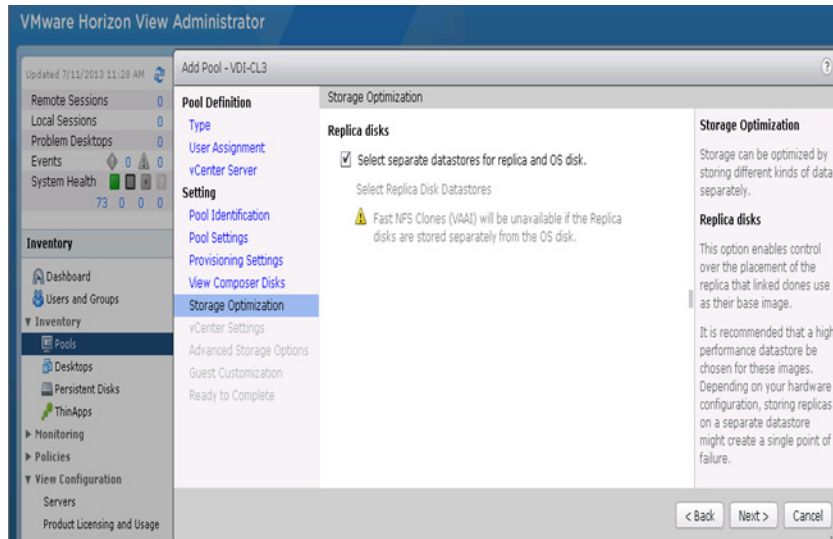 VMware Horizon View Administrator
Updated 7/11/2013 11:28 AM
Remote Sessions 0
Local Sessions 0
Problem Desktops 0
Events 0 0
System Health
73 0 0 0
Inventory
Dashboard
Users and Groups
Inventory
Pools
Desktops
Persistent Disks
ThinApps
Monitoring
Policies
View Configuration
Servers
Product Licensing and Usage
Add Pool - VDI-CL3
?
Pool Definition
Type
User Assignment
vCenter Server
Setting
Pool Identification
Pool Settings
Provisioning Settings
View Composer Disks
Storage Optimization
vCenter Settings
Advanced Storage Options
Guest Customization
Ready to Complete
Storage Optimization
Replica disks
Select separate datastores for replica and OS disk.
Select Replica Disk Datastores
Fast NFS Clones (VAAI) will be unavailable if the Replica
disks are stored separately from the OS disk.
Storage Optimization
Storage can be optimized by
storing different kinds of data
separately.
Replica disks
This option enables control
over the placement of the
replica that linked clones use
as their base image.
It is recommended that a high
performance datastore be
chosen for these images.
Depending on your hardware
configuration, storing replicas
on a separate datastore
might create a single point of
failure.
< Back
Next >
Cancel